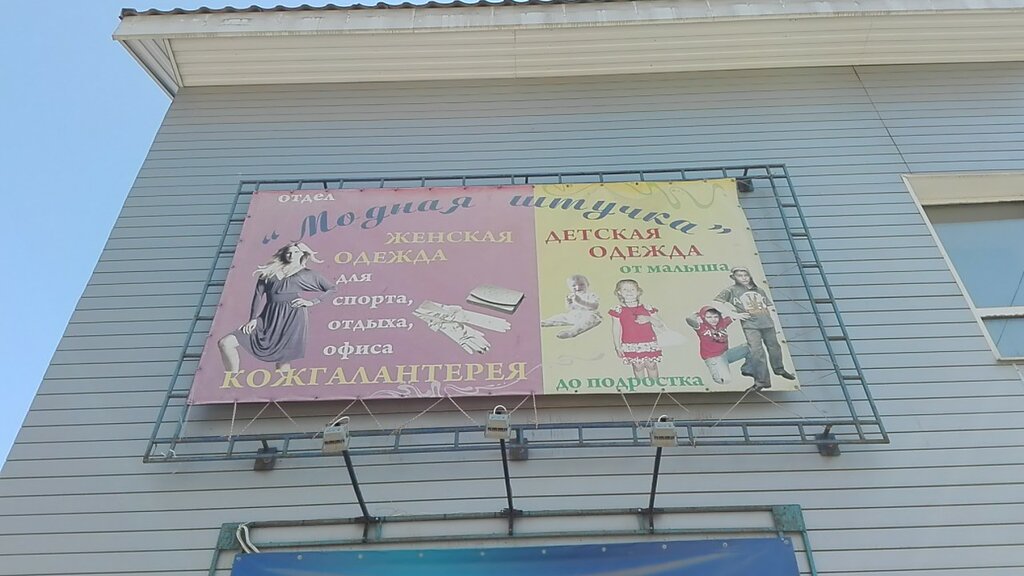 отдел
"Модная штучка"
ЖЕНСКАЯ
ОДЕЖДА
для
спорта,
отдыха,
офиса
КОЖГАЛАНТЕРЕЯ
ДЕТСКАЯ
ОДЕЖДА
от малыша
до подростка